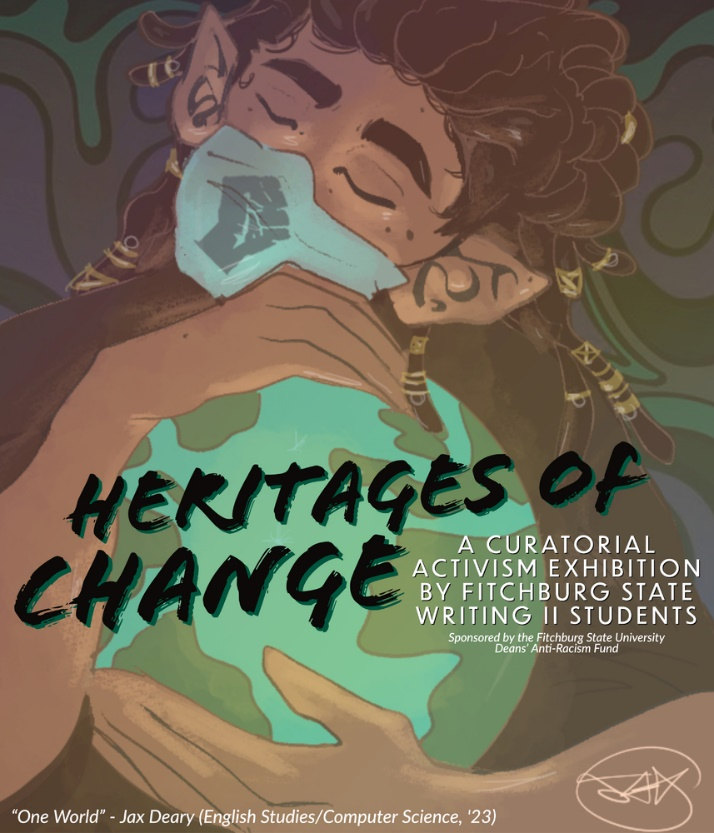 HERITAGES OF
CHANGE
A CURATORIAL
ACTIVISM EXHIBITION
BY FITCHBURG STATE
WRITING II STUDENTS
Sponsored by the Fitchburg State University
Deans' Anti-Racism Fund
JAX
"One World" - Jax Deary (English Studies/Computer Science, '23)